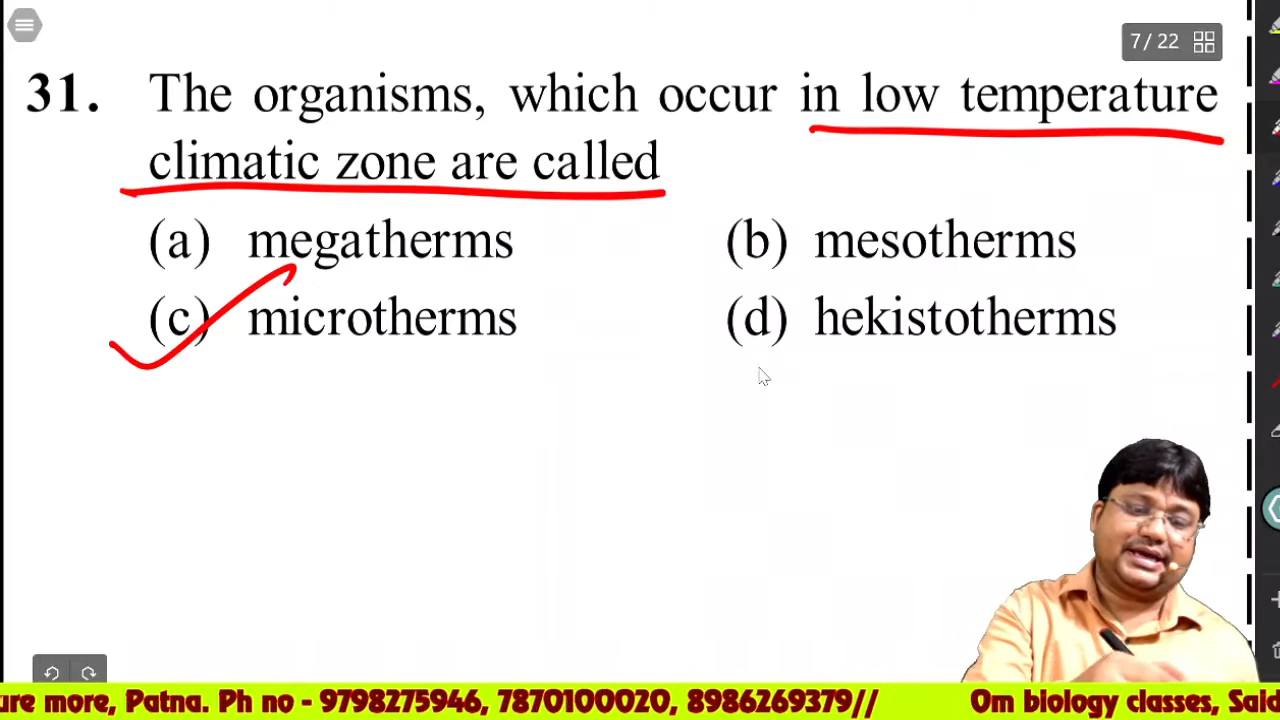 7 / 22
31. The organisms, which occur in low temperature
climatic zone are called
(a) megatherms (b) mesotherms
(c) microtherms (d) hekistotherms
ure more, Patna. Ph no - 9798275946, 7870100020, 8986269379// Om biology classes, Said